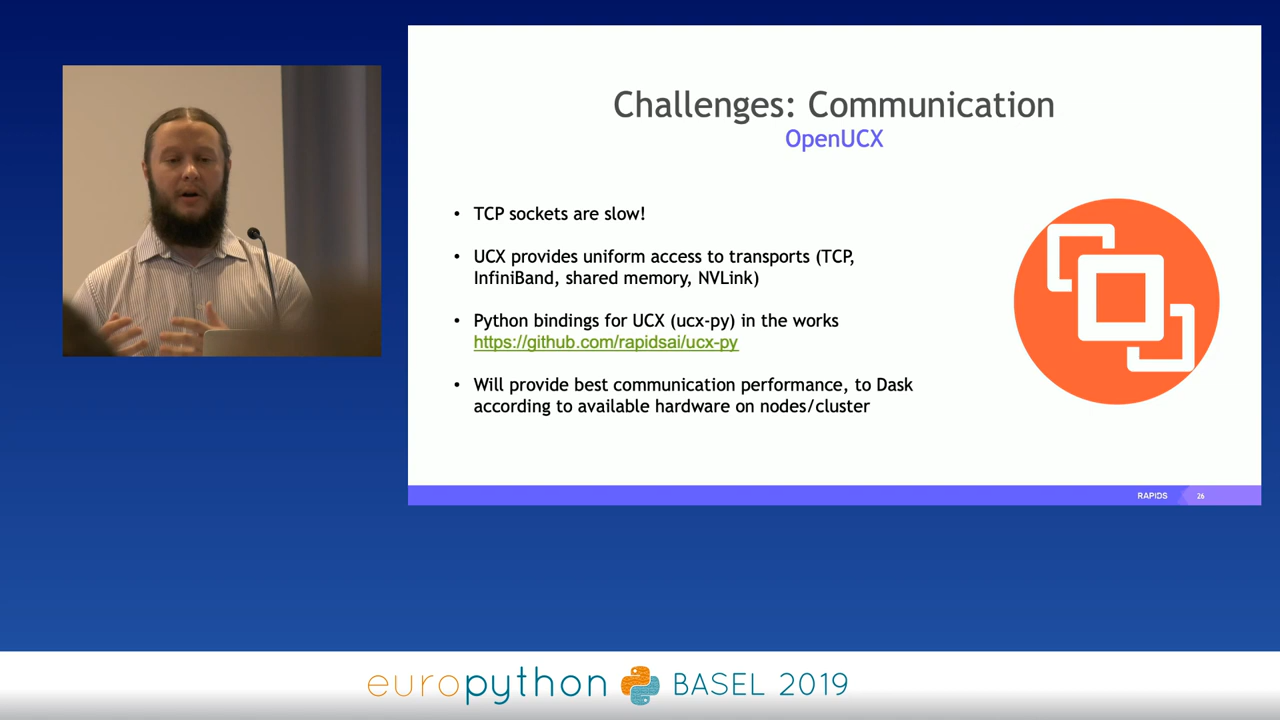 Challenges: Communication
OpenUCX
• TCP sockets are slow!
• UCX provides uniform access to transports (TCP,
InfiniBand, shared memory, NVLink)
• Python bindings for UCX (ucx-py) in the works
https://github.com/rapidsai/ucx-py
• Will provide best communication performance, to Dask
according to available hardware on nodes/cluster
RAPIDS 26
europython BASEL 2019